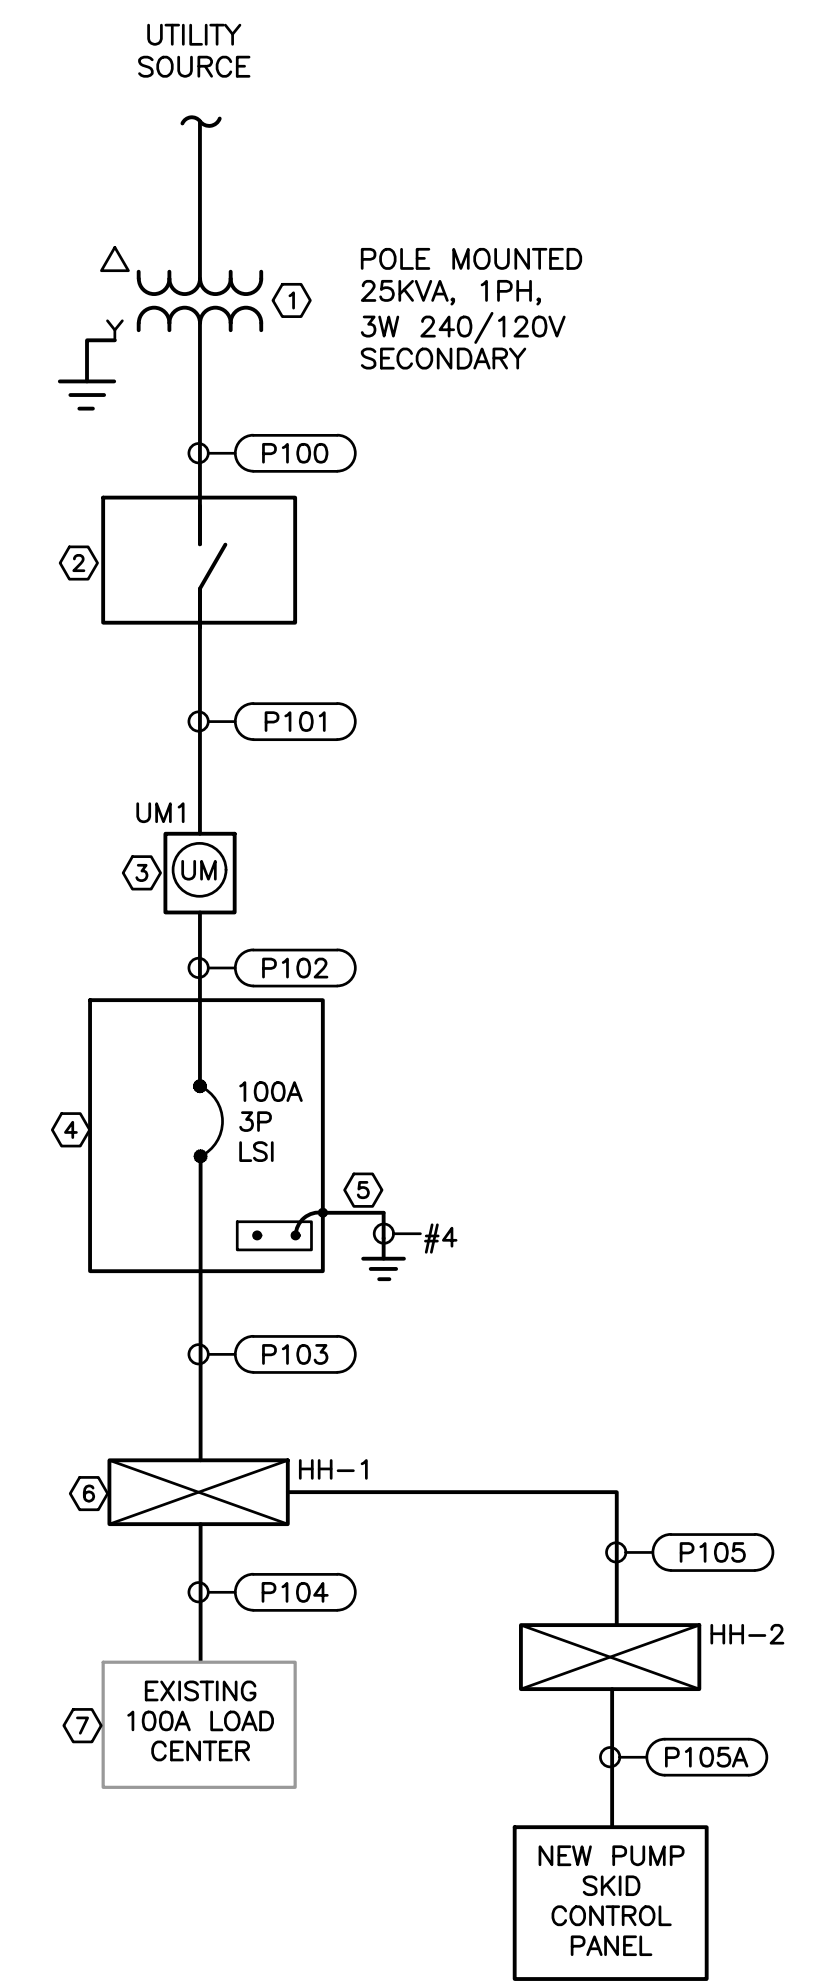 UTILITY
SOURCE
POLE MOUNTED
25KVA, 1PH,
3W 240/120V
SECONDARY
1
Y
P100
2
P101
UM1
3
UM
P102
100A
3P
LSI
4
5
#4
P103
HH-1
6
P105
P104
HH-2
EXISTING
100A LOAD
CENTER
7
P105A
NEW PUMP
SKID
CONTROL
PANEL